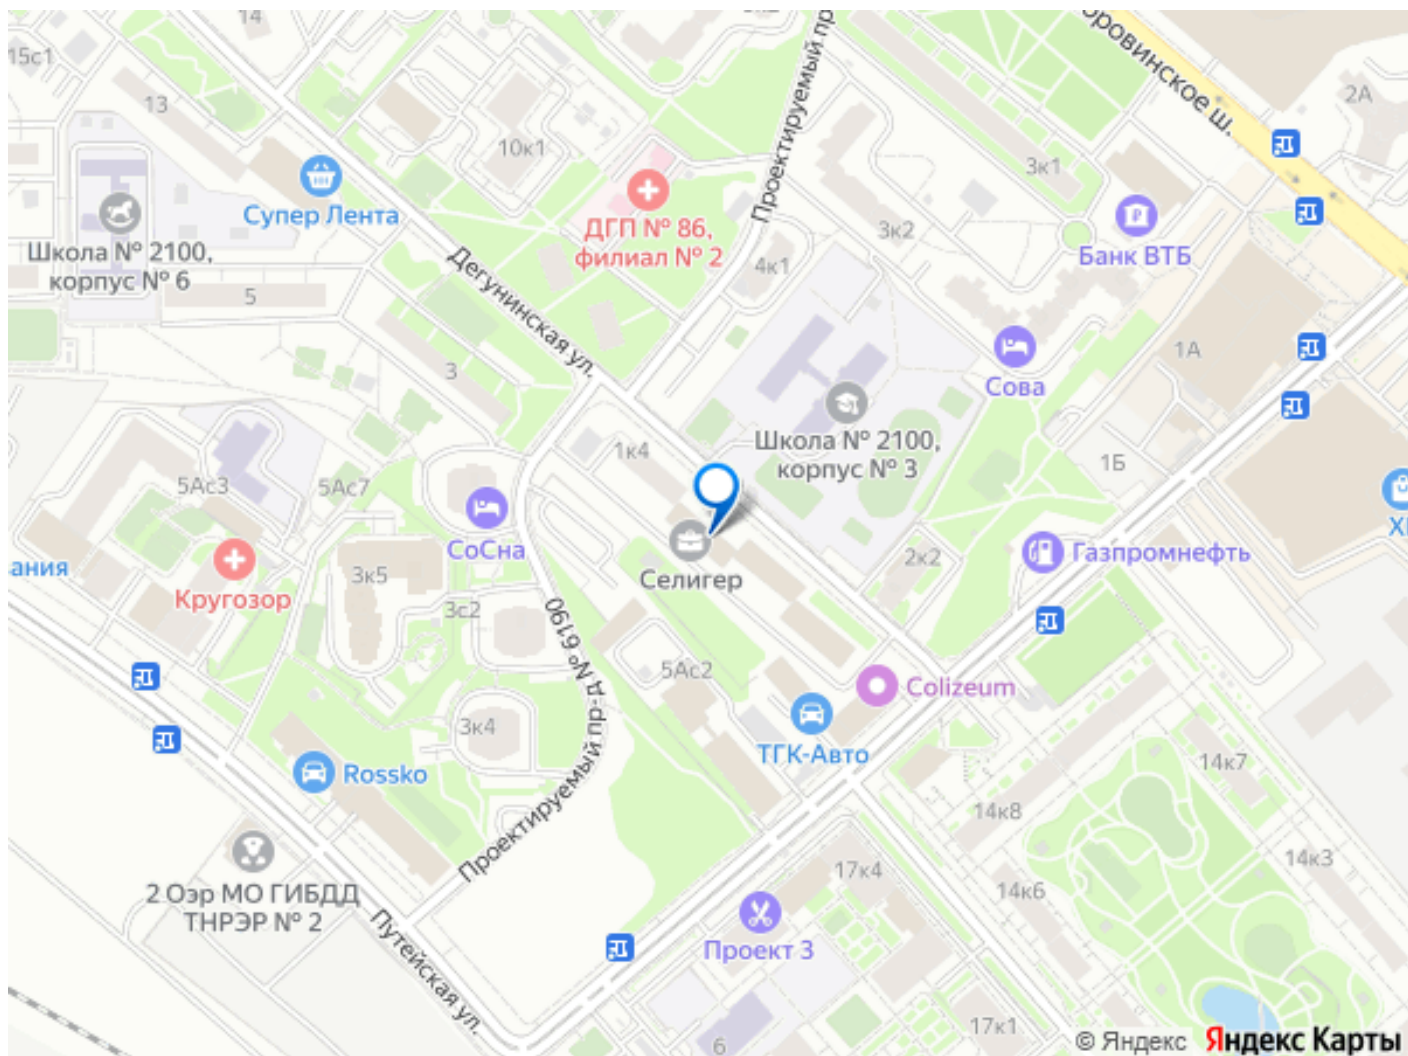 14
к2
15с1
13
10к1
Супер Лента
Школа № 2100,
корпус № 6
5
ДГП № 86,
филиал № 2
Проектируемый пр
оровинское ш.
2А
3к1
3к2
Банк ВТБ
4к1
Дегунинская ул.
3
Сова
1А
1Б
Школа № 2100,
корпус № 3
1к4
5Ас3
5Ас7
СоСна
Селигер
2к2
Газпромнефть
ания
Кругозор
3к5
3с2
Проектируемый пр-д № 6190
5Ас2
Colizeum
3к4
Rossko
ТГК-Авто
14к7
14к8
14к3
14к6
17к4
2 Оэр МО ГИБДД
ТНРЭР № 2
Путейская ул.
Проект 3
6
17к1
© Яндекс Яндекс Карты